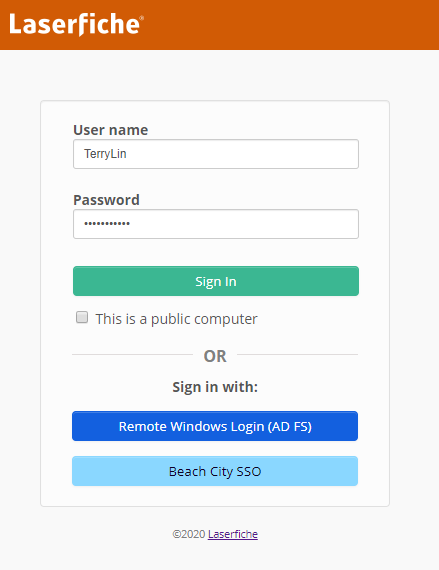 Laserfiche®
User name
TerryLin
Password
•••••••••••
Sign In
This is a public computer
OR
Sign in with:
Remote Windows Login (AD FS)
Beach City SSO
©2020 Laserfiche